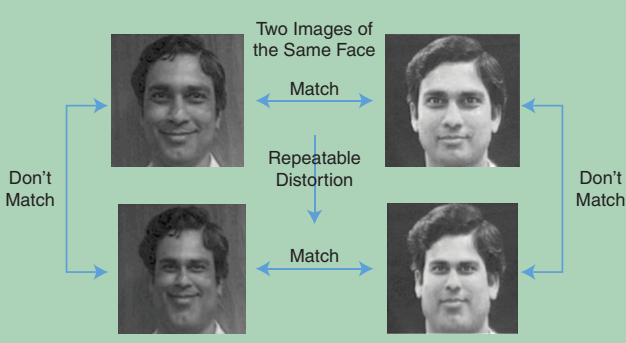 Two Images of
the Same Face
Match
Repeatable
Distortion
Don't
Match
Don't
Match
Match